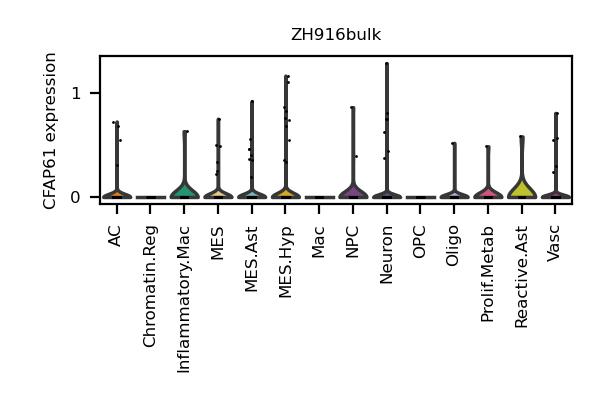 ZH916bulk
CFAP61 expression
1
0
AC
Chromatin.Reg
Inflammatory.Mac
MES
MES.Ast
MES.Hyp
Mac
NPC
Neuron
OPC
Oligo
Prolif.Metab
Reactive.Ast
Vasc